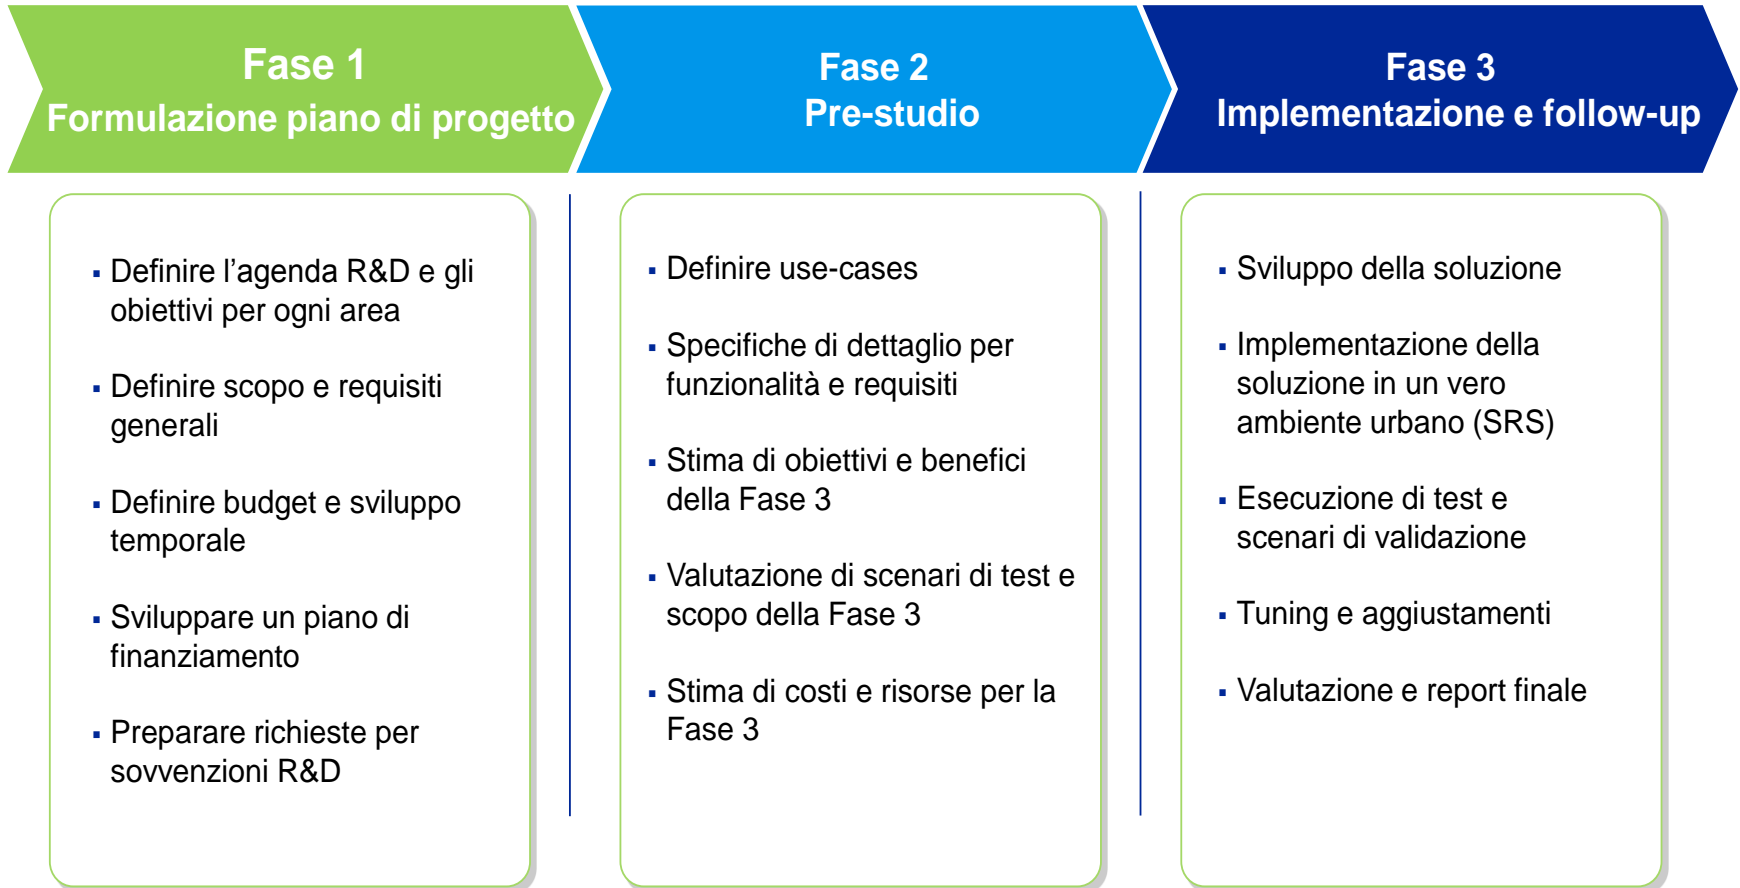 Fase 1
Formulazione piano di progetto
Fase 2
Pre-studio
Fase 3
Implementazione e follow-up
▪ Definire l’agenda R&D e gli
obiettivi per ogni area
▪ Definire scopo e requisiti
generali
▪ Definire budget e sviluppo
temporale
▪ Sviluppare un piano di
finanziamento
▪ Preparare richieste per
sovvenzioni R&D
▪ Definire use-cases
▪ Specifiche di dettaglio per
funzionalità e requisiti
▪ Stima di obiettivi e benefici
della Fase 3
▪ Valutazione di scenari di test e
scopo della Fase 3
▪ Stima di costi e risorse per la
Fase 3
▪ Sviluppo della soluzione
▪ Implementazione della
soluzione in un vero
ambiente urbano (SRS)
▪ Esecuzione di test e
scenari di validazione
▪ Tuning e aggiustamenti
▪ Valutazione e report finale